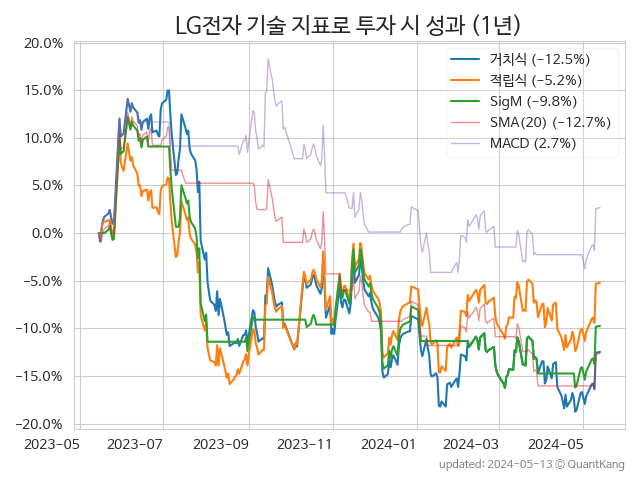 LG전자 기술 지표로 투자 시 성과 (1년)
20.0%
15.0%
10.0%
5.0%
0.0%
−5.0%
−10.0%
−15.0%
−20.0%
거치식 (−12.5%)
적립식 (−5.2%)
SigM (−9.8%)
SMA(20) (−12.7%)
MACD (2.7%)
2023-05 2023-07 2023-09 2023-11 2024-01 2024-03 2024-05
updated: 2024-05-13 ⓒ QuantKang